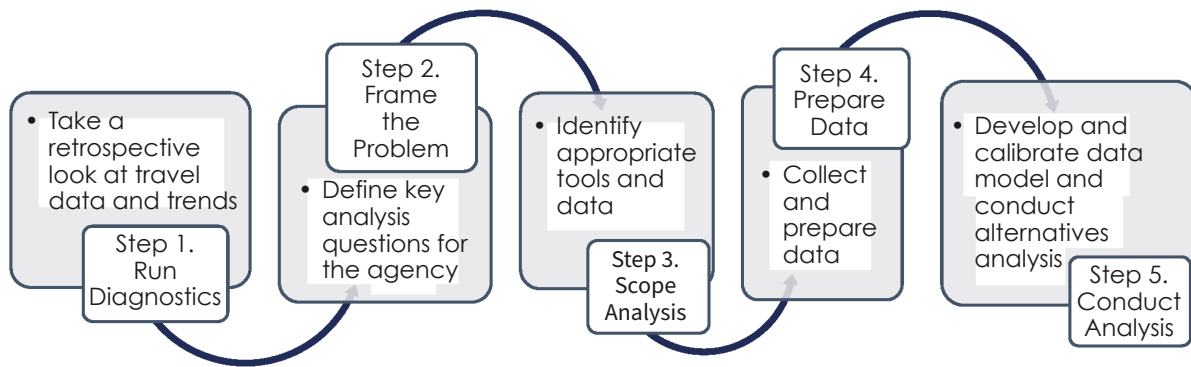 • Take a
retrospective
look at travel
data and trends
Step 1.
Run
Diagnostics
Step 2.
Frame
the
Problem
• Define key
analysis
questions for
the agency
• Identify
appropriate
tools and
data
Step 3.
Scope
Analysis
Step 4.
Prepare
Data
• Collect
and
prepare
data
• Develop and
calibrate data
model and
conduct
alternatives
analysis
Step 5.
Conduct
Analysis